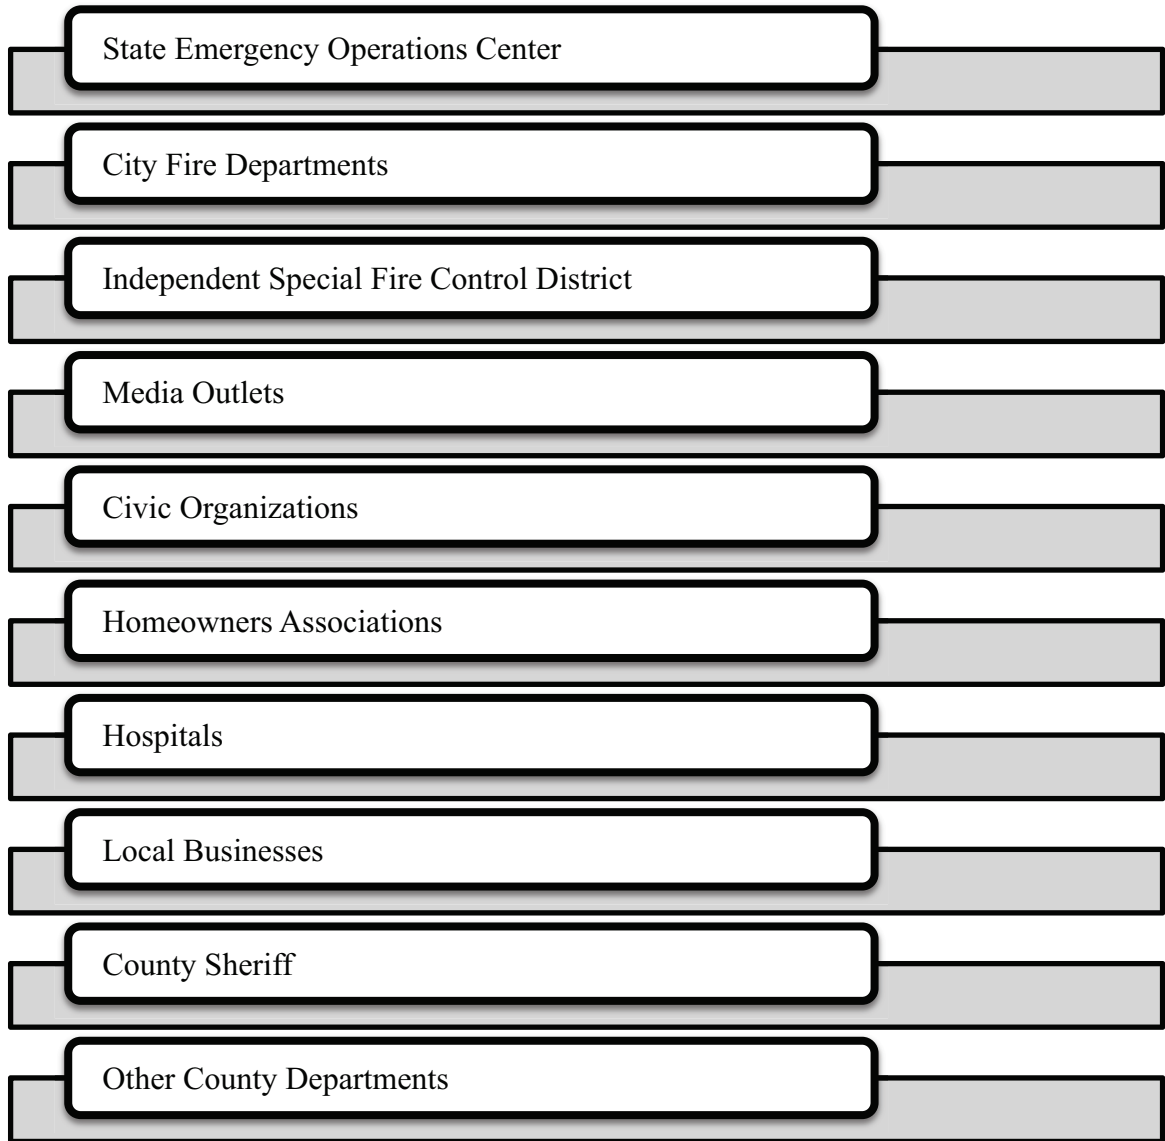 State Emergency Operations Center
City Fire Departments
Independent Special Fire Control District
Media Outlets
Civic Organizations
Homeowners Associations
Hospitals
Local Businesses
County Sheriff
Other County Departments